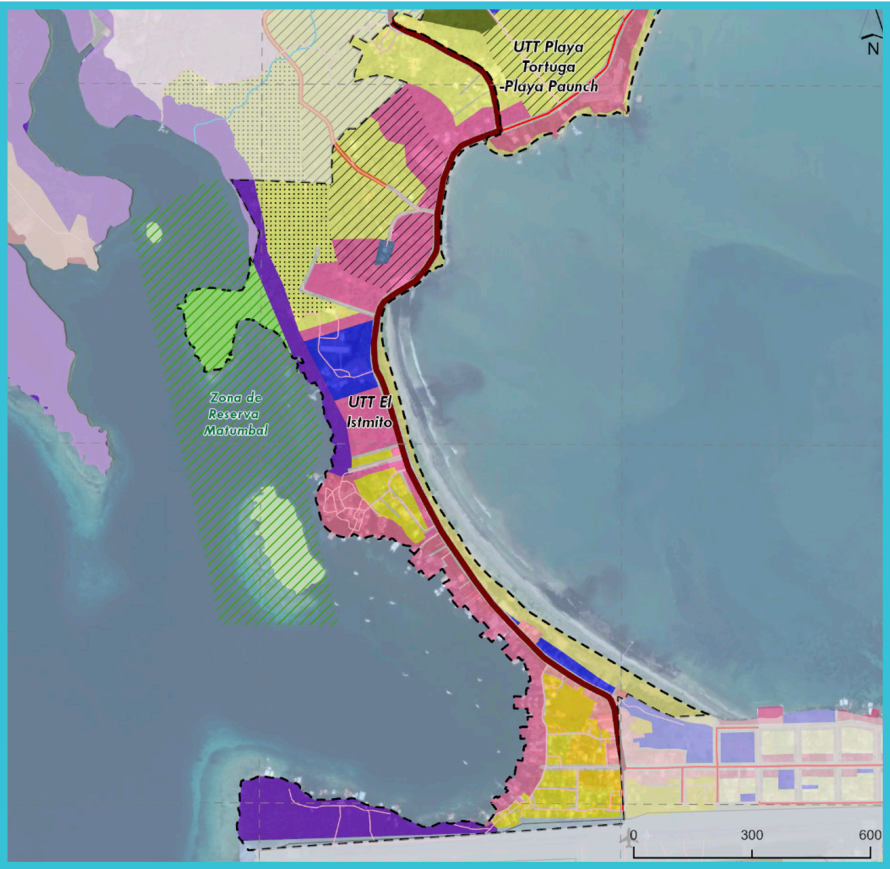 UTT Playa
Tortuga
-Playa Paunch
N
Zona de
Reserva
Matumbal
UTT El
Istmito
0 300 600